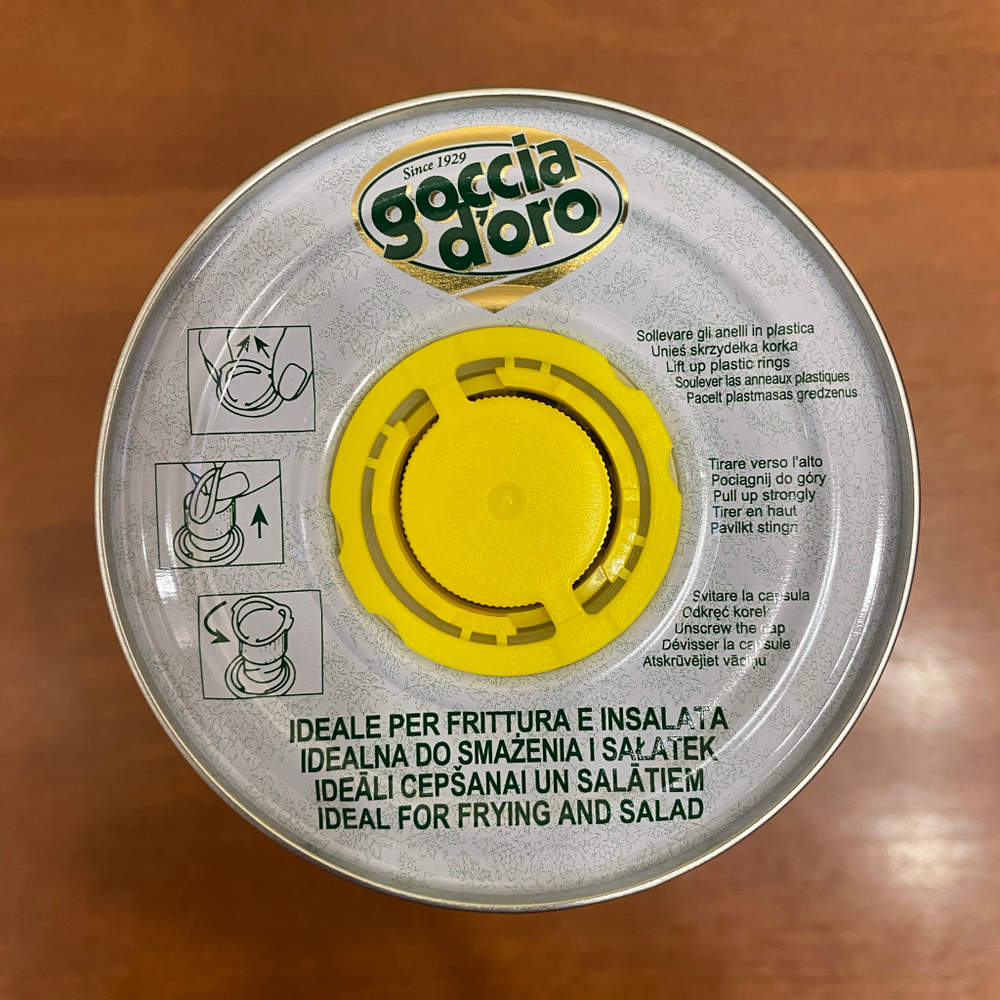 Since 1929
goccia
d'oro
Sollevare gli anelli in plastica
Unieś skrzydełka korka
Lift up plastic rings
Soulever las anneaux plastiques
Pacelt plastmasas gredzenus
Tirare verso l'alto
Pociągnij do góry
Pull up strongly
Tirer en haut
Pavilkt stingri
Svitare la capsula
Odkręć korek
Unscrew the cap
Dévisser la capsule
Atskrūvējiet vāciņu
IDEALE PER FRITTURA E INSALATA
IDEALNA DO SMAŻENIA I SAŁATEK
IDEĀLI CEPŠANAI UN SALĀTIEM
IDEAL FOR FRYING AND SALAD